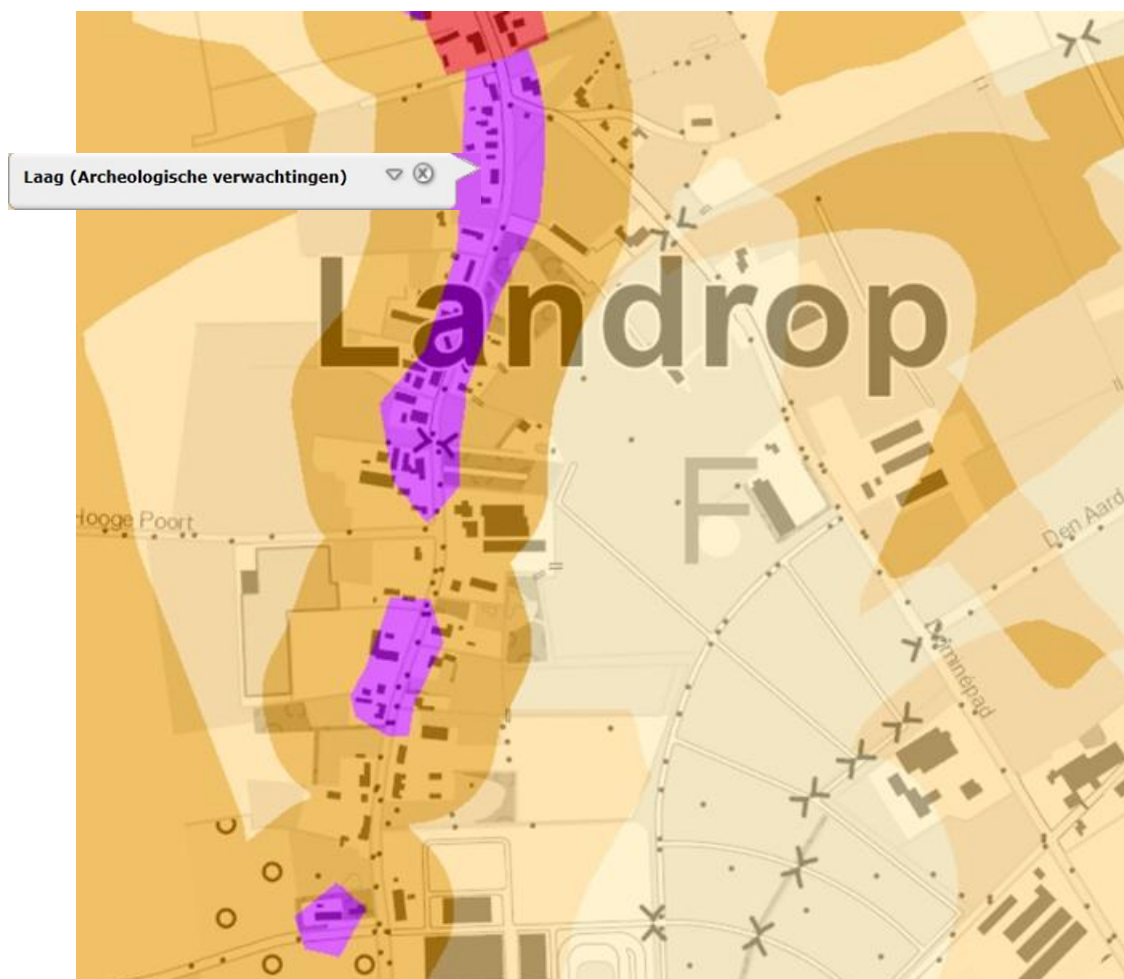 Laag (Archeologische verwachtingen)
Landrop
F
Hooge Poort
Den Aard